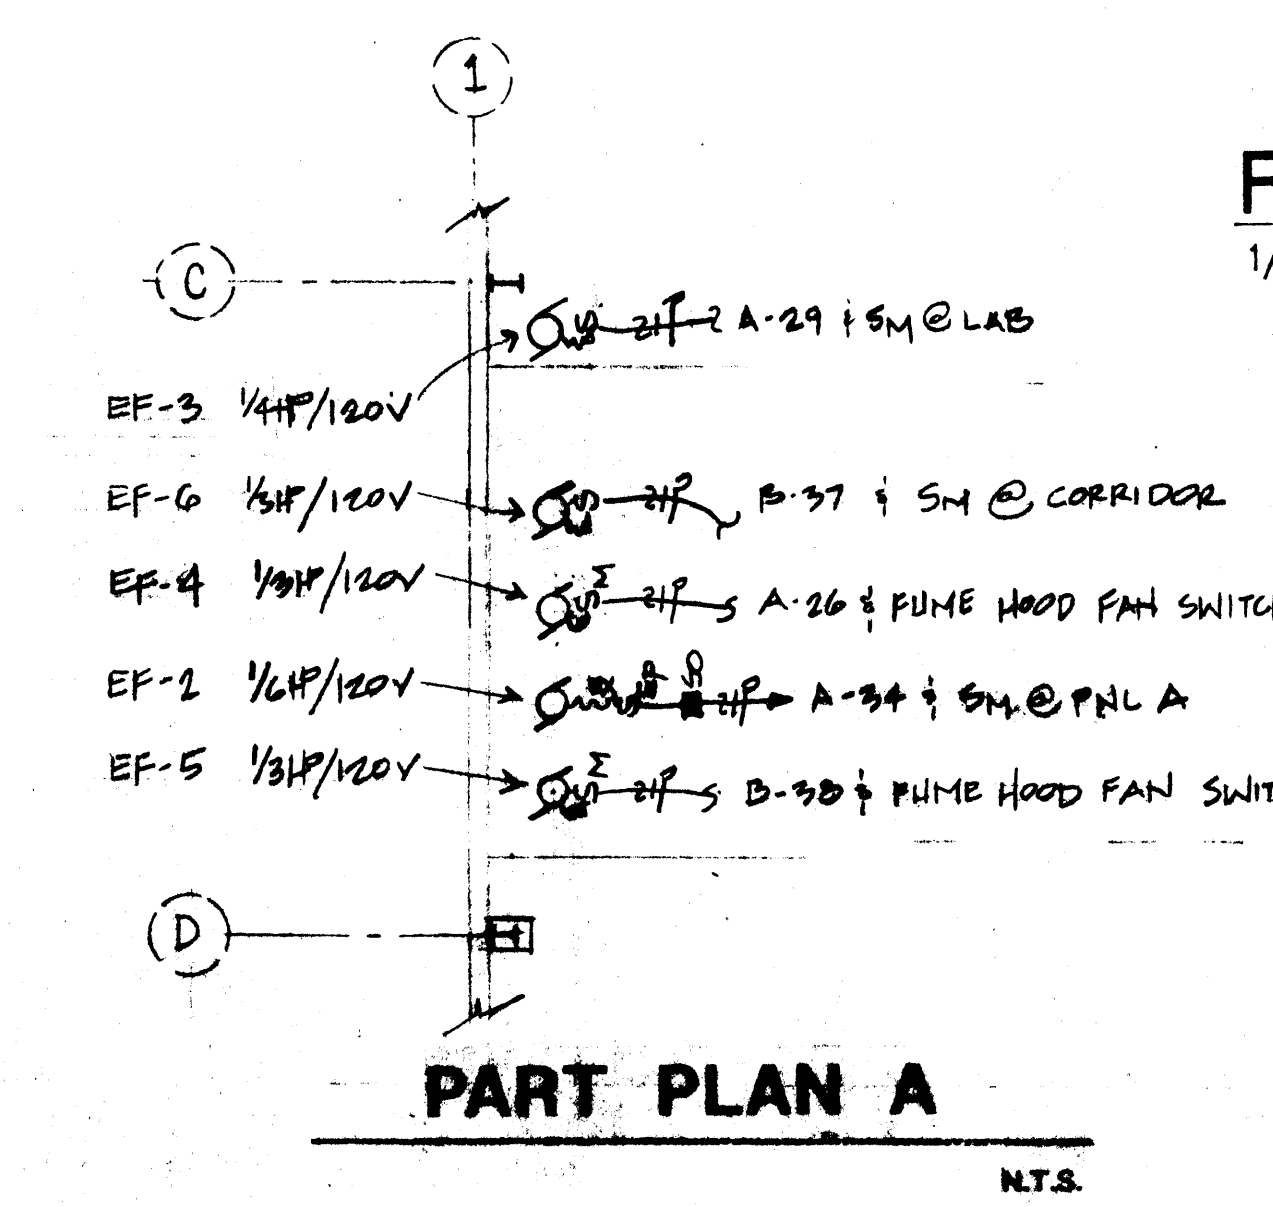 1
F
1/
C
A-29 & SM @ LAB
EF-3 1/4HP/120V
EF-6 1/3HP/120V B-37 & SM @ CORRIDOR
EF-4 1/3HP/120V M A-26 & FUME HOOD FAN SWITCH
EF-2 1/6HP/120V A-34 & SM @ PNL A
EF-5 1/3HP/120V M B-38 & FUME HOOD FAN SWIT
D
PART PLAN A
N.T.S.